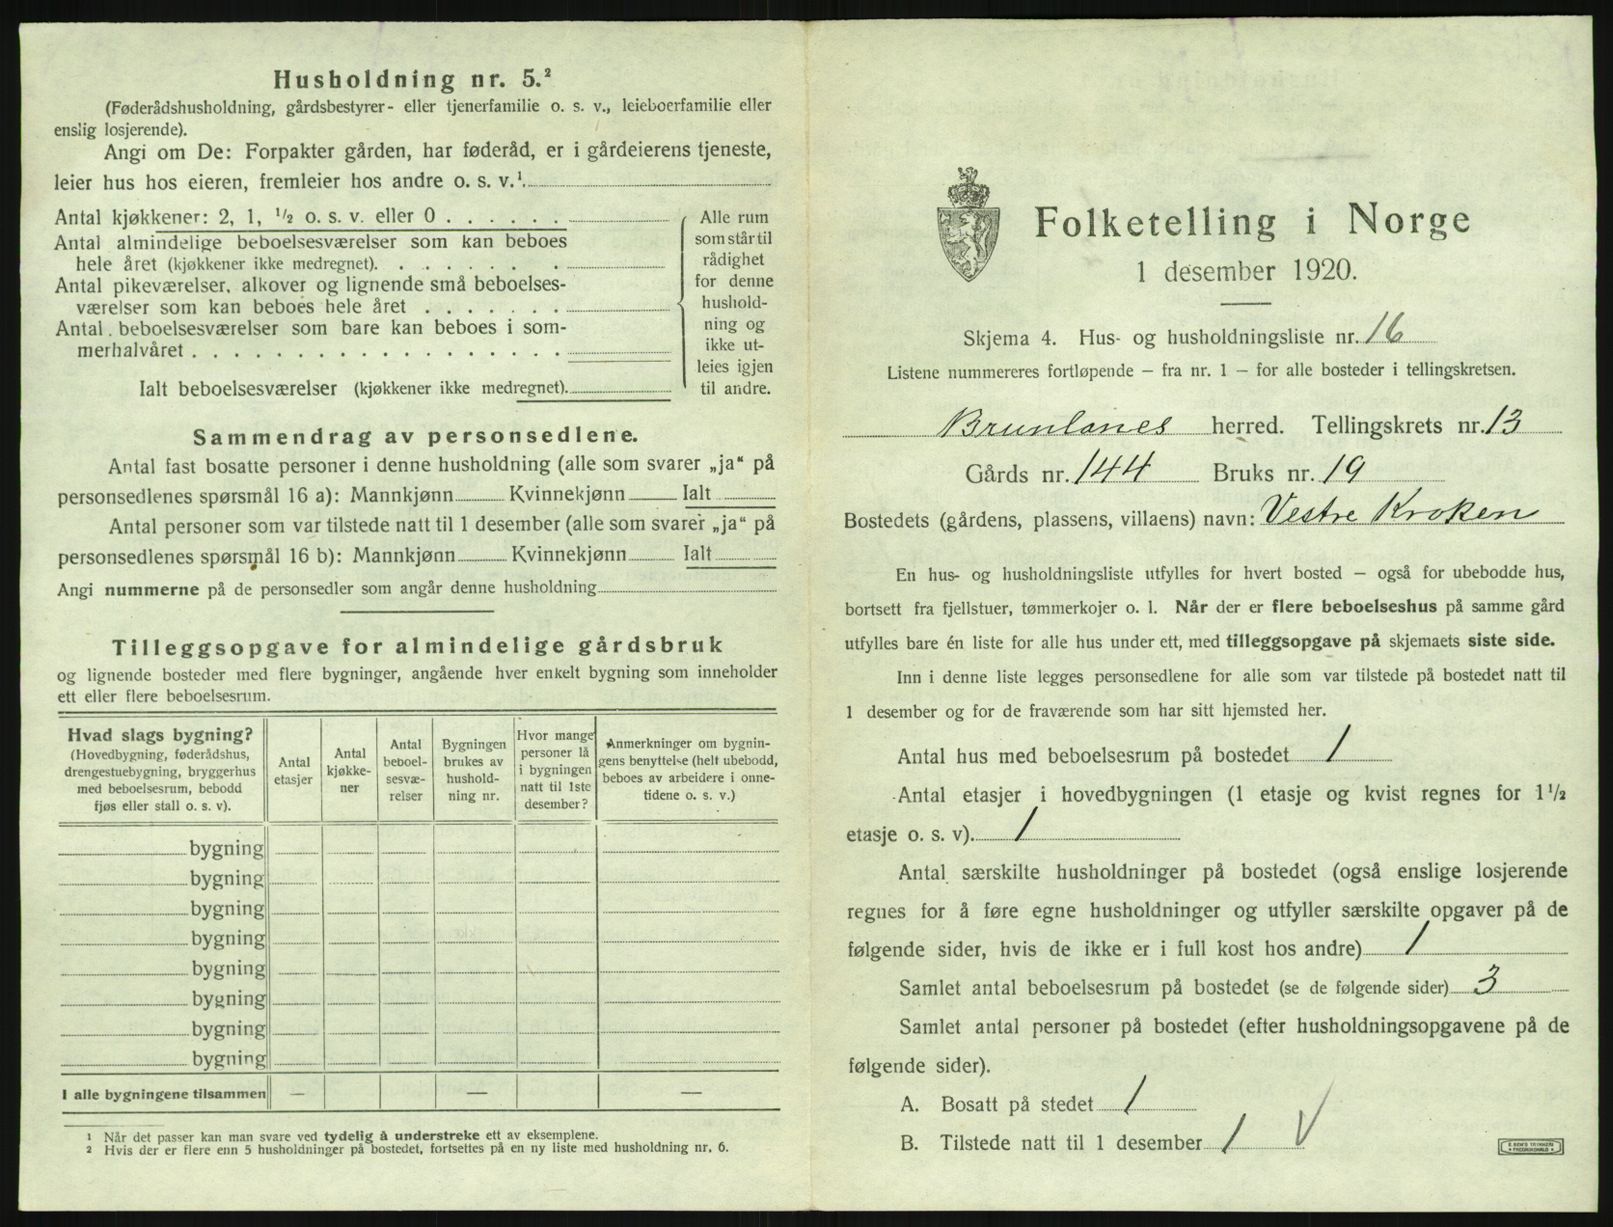 Husholdning nr. 5.²
(Føderådshusholdning, gårdsbestyrer- eller tjenerfamilie o. s. v., leieboerfamilie eller
enslig losjerende).
Angi om De: Forpakter gården, har føderåd, er i gårdeierens tjeneste,
leier hus hos eieren, fremleier hos andre o. s. v.¹.
Antal kjøkkener: 2, 1, ½ o. s. v. eller 0 . . . . . .
Antal almindelige beboelsesværelser som kan beboes
hele året (kjøkkener ikke medregnet). . . . . . . .
Antal pikeværelser, alkover og lignende små beboelses-
værelser som kan beboes hele året . . . . . . .
Antal beboelsesværelser som bare kan beboes i som-
merhalvåret . . . . . . . . . . . . . . . . . .
Ialt beboelsesværelser (kjøkkener ikke medregnet).
Alle rum
som står til
rådighet
for denne
hushold-
ning og
ikke ut-
leies igjen
til andre.
Sammendrag av personsedlene.
Antal fast bosatte personer i denne husholdning (alle som svarer „ja“ på
personsedlenes spørsmål 16 a): Mannkjønn Kvinnekjønn Ialt
Antal personer som var tilstede natt til 1 desember (alle som svarer „ja“ på
personsedlenes spørsmål 16 b): Mannkjønn Kvinnekjønn Ialt
Angi nummerne på de personsedler som angår denne husholdning
Tilleggsopgave for almindelige gårdsbruk
og lignende bosteder med flere bygninger, angående hver enkelt bygning som inneholder
ett eller flere beboelsesrum.
Hvad slags bygning?
(Hovedbygning, føderådshus,
drengestuebygning, bryggerhus
med beboelsesrum, bebodd
fjøs eller stall o. s. v).
Antal
etasjer
Antal
kjøkke-
ner
Antal
beboel-
sesvæ-
relser
Bygningen
brukes av
hushold-
ning nr.
Hvor mange
personer lå
i bygningen
natt til 1ste
desember?
Anmerkninger om bygnin-
gens benyttelse (helt ubebodd,
beboes av arbeidere i onne-
tidene o. s. v.)
bygning
bygning
bygning
bygning
bygning
bygning
bygning
bygning
I alle bygningene tilsammen — — —
¹ Når det passer kan man svare ved tydelig å understreke ett av eksemplene.
² Hvis der er flere enn 5 husholdninger på bostedet, fortsettes på en ny liste med husholdning nr. 6.
Folketelling i Norge
1 desember 1920.
Skjema 4. Hus- og husholdningsliste nr. 16
Listene nummereres fortløpende — fra nr. 1 — for alle bosteder i tellingskretsen.
Brunlanes herred. Tellingskrets nr. 13
Gårds nr. 144 Bruks nr. 19
Bostedets (gårdens, plassens, villaens) navn: Vestre Kroken
En hus- og husholdningsliste utfylles for hvert bosted — også for ubebodde hus,
bortsett fra fjellstuer, tømmerkojer o. l. Når der er flere beboelseshus på samme gård
utfylles bare én liste for alle hus under ett, med tilleggsopgave på skjemaets siste side.
Inn i denne liste legges personsedlene for alle som var tilstede på bostedet natt til
1 desember og for de fraværende som har sitt hjemsted her.
Antal hus med beboelsesrum på bostedet 1
Antal etasjer i hovedbygningen (1 etasje og kvist regnes for 1½
etasje o. s. v). 1
Antal særskilte husholdninger på bostedet (også enslige losjerende
regnes for å føre egne husholdninger og utfyller særskilte opgaver på de
følgende sider, hvis de ikke er i full kost hos andre) 1
Samlet antal beboelsesrum på bostedet (se de følgende sider) 3
Samlet antal personer på bostedet (efter husholdningsopgavene på de
følgende sider).
A. Bosatt på stedet 1
B. Tilstede natt til 1 desember 1 V